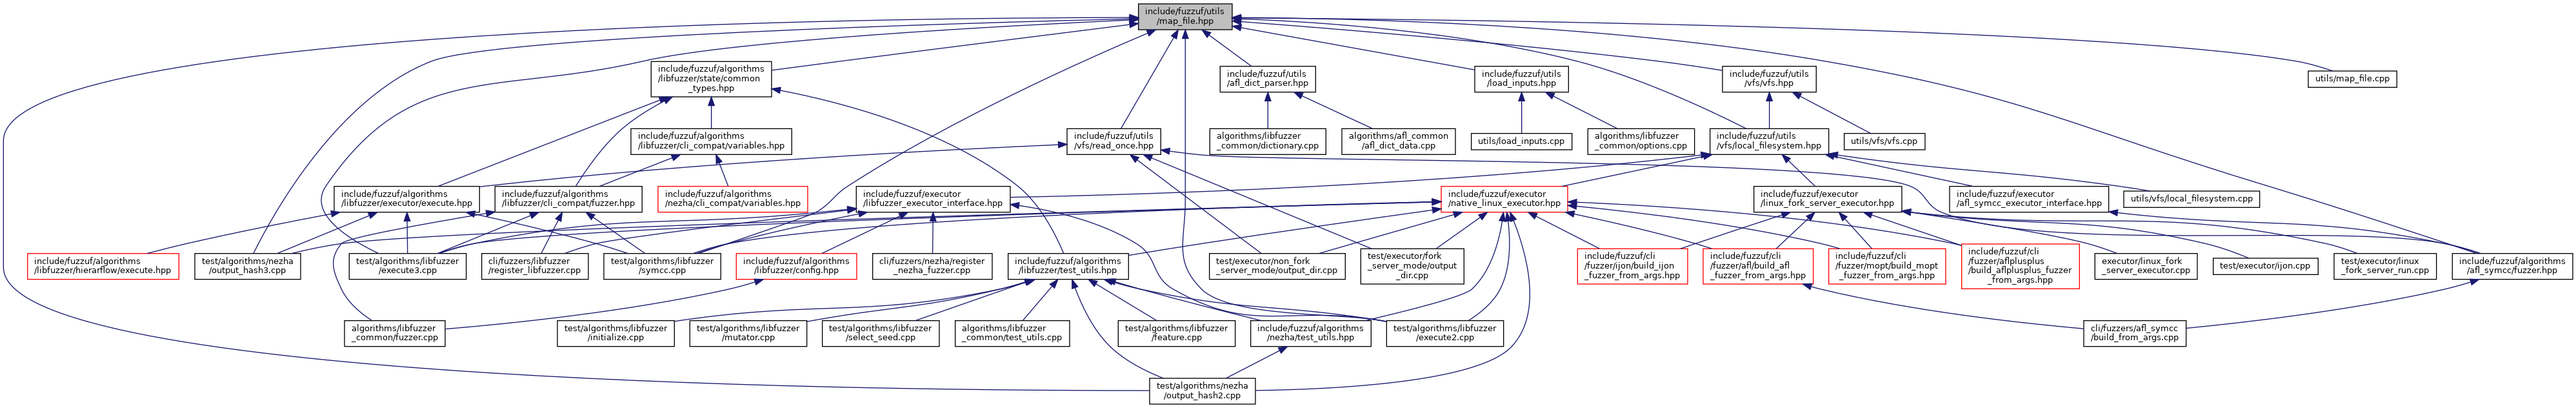 include/fuzzuf/utils
/map_file.hpp
include/fuzzuf/algorithms
/libfuzzer/state/common
_types.hpp
include/fuzzuf/utils
/afl_dict_parser.hpp
include/fuzzuf/utils
/load_inputs.hpp
include/fuzzuf/utils
/vfs/vfs.hpp
utils/map_file.cpp
include/fuzzuf/algorithms
/libfuzzer/cli_compat/variables.hpp
include/fuzzuf/utils
/vfs/read_once.hpp
algorithms/libfuzzer
_common/dictionary.cpp
algorithms/afl_common
/afl_dict_data.cpp
utils/load_inputs.cpp
algorithms/libfuzzer
_common/options.cpp
include/fuzzuf/utils
/vfs/local_filesystem.hpp
utils/vfs/vfs.cpp
include/fuzzuf/algorithms
/libfuzzer/executor/execute.hpp
include/fuzzuf/algorithms
/libfuzzer/cli_compat/fuzzer.hpp
include/fuzzuf/algorithms
/nezha/cli_compat/variables.hpp
include/fuzzuf/executor
/libfuzzer_executor_interface.hpp
include/fuzzuf/executor
/native_linux_executor.hpp
include/fuzzuf/executor
/linux_fork_server_executor.hpp
include/fuzzuf/executor
/afl_symcc_executor_interface.hpp
utils/vfs/local_filesystem.cpp
include/fuzzuf/algorithms
/libfuzzer/hierarflow/execute.hpp
test/algorithms/nezha
/output_hash3.cpp
test/algorithms/libfuzzer
/execute3.cpp
cli/fuzzers/libfuzzer
/register_libfuzzer.cpp
test/algorithms/libfuzzer
/symcc.cpp
include/fuzzuf/algorithms
/libfuzzer/config.hpp
cli/fuzzers/nezha/register
_nezha_fuzzer.cpp
include/fuzzuf/algorithms
/libfuzzer/test_utils.hpp
test/executor/non_fork
_server_mode/output_dir.cpp
test/executor/fork
_server_mode/output
_dir.cpp
include/fuzzuf/cli
/fuzzer/ijon/build_ijon
_fuzzer_from_args.hpp
include/fuzzuf/cli
/fuzzer/afl/build_afl
_fuzzer_from_args.hpp
include/fuzzuf/cli
/fuzzer/mopt/build_mopt
_fuzzer_from_args.hpp
include/fuzzuf/cli
/fuzzer/aflplusplus
/build_aflplusplus_fuzzer
_from_args.hpp
executor/linux_fork
_server_executor.cpp
test/executor/ijon.cpp
test/executor/linux
_fork_server_run.cpp
include/fuzzuf/algorithms
/afl_symcc/fuzzer.hpp
algorithms/libfuzzer
_common/fuzzer.cpp
test/algorithms/libfuzzer
/initialize.cpp
test/algorithms/libfuzzer
/mutator.cpp
test/algorithms/libfuzzer
/select_seed.cpp
algorithms/libfuzzer
_common/test_utils.cpp
test/algorithms/libfuzzer
/feature.cpp
include/fuzzuf/algorithms
/nezha/test_utils.hpp
test/algorithms/libfuzzer
/execute2.cpp
cli/fuzzers/afl_symcc
/build_from_args.cpp
test/algorithms/nezha
/output_hash2.cpp